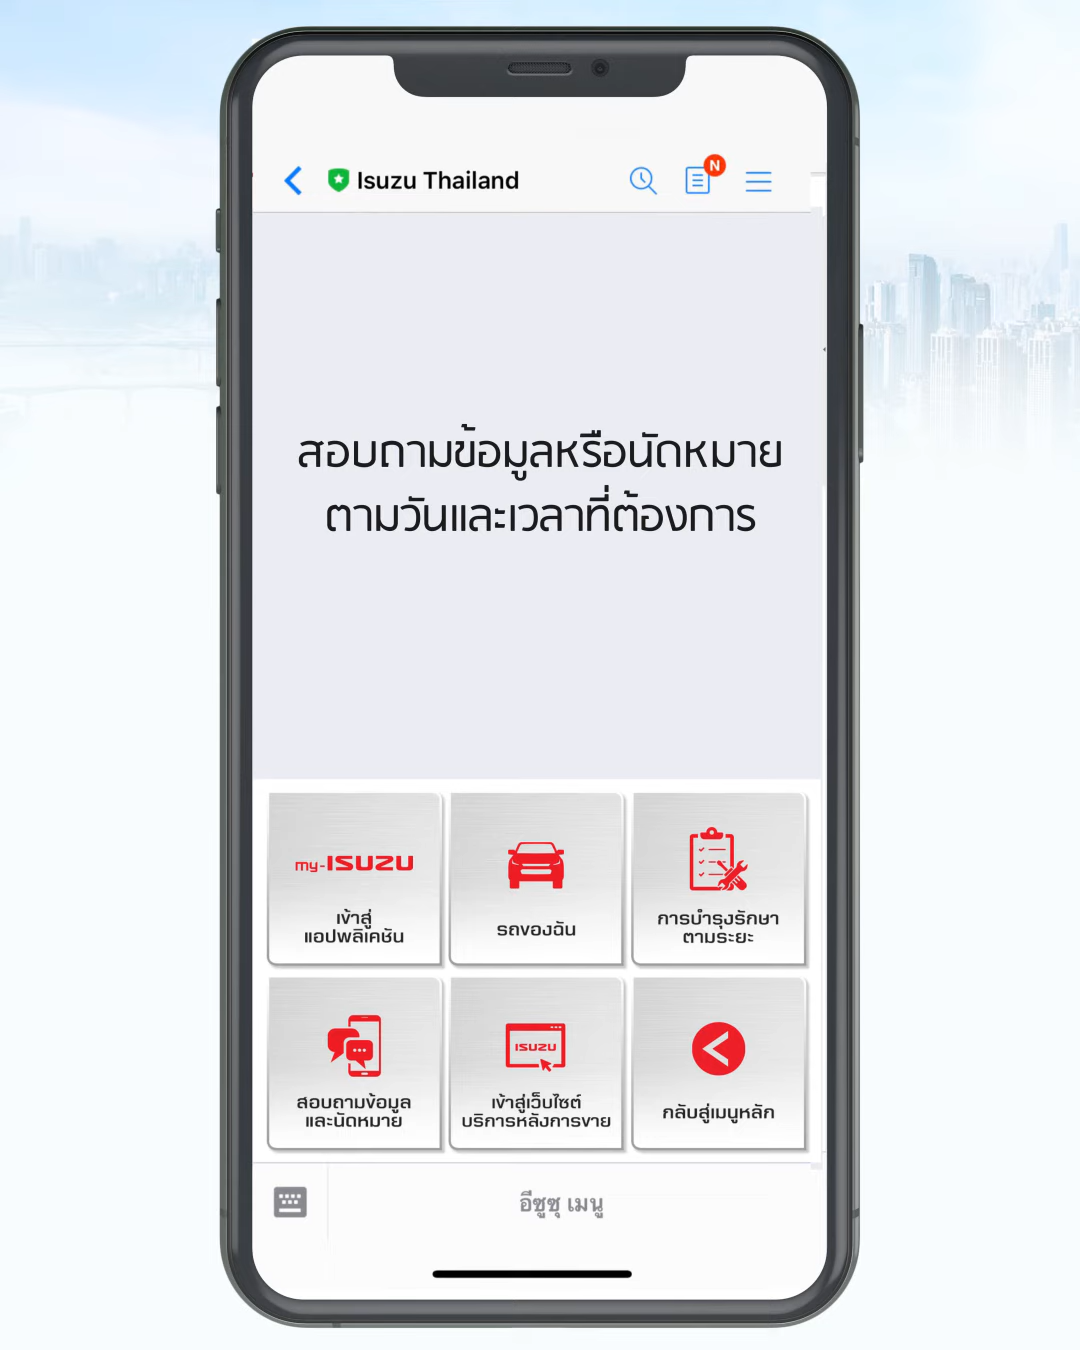 Isuzu Thailand
N
สอบถามข้อมูลหรือนัดหมาย
ตามวันและเวลาที่ต้องการ
my-ISUZU
เข้าสู่
แอปพลิเคชัน
รถของฉัน
การบำรุงรักษา
ตามระยะ
สอบถามข้อมูล
และนัดหมาย
ISUZU
เข้าสู่เว็บไซต์
บริการหลังการขาย
กลับสู่เมนูหลัก
อีซูซุ เมนู